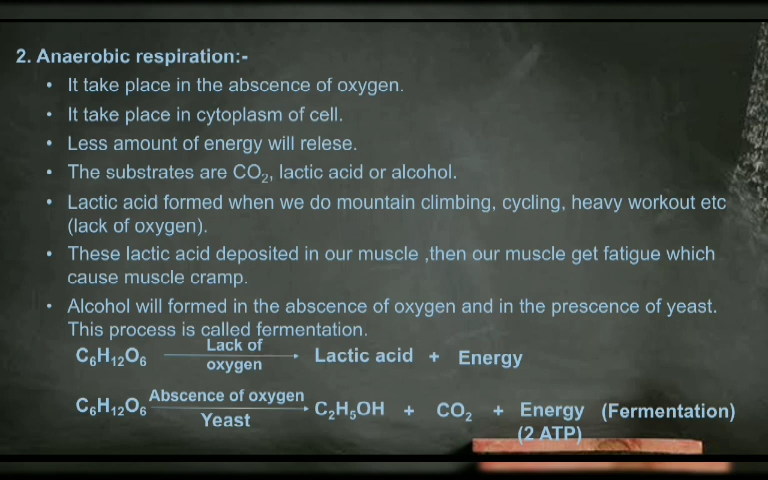 2. Anaerobic respiration:-
• It take place in the abscence of oxygen.
• It take place in cytoplasm of cell.
• Less amount of energy will relese.
• The substrates are CO₂, lactic acid or alcohol.
• Lactic acid formed when we do mountain climbing, cycling, heavy workout etc
(lack of oxygen).
• These lactic acid deposited in our muscle ,then our muscle get fatigue which
cause muscle cramp.
• Alcohol will formed in the abscence of oxygen and in the prescence of yeast.
This process is called fermentation.
Lack of
C₆H₁₂O₆ → Lactic acid + Energy
oxygen
Abscence of oxygen
C₆H₁₂O₆ → C₂H₅OH + CO₂ + Energy (Fermentation)
Yeast
(2 ATP)